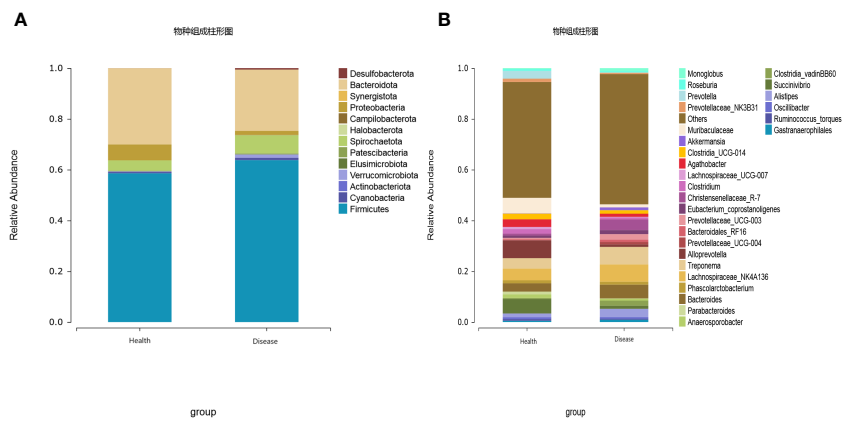 A
物种组成柱形图
Relative Abundance
1.0
0.8
0.6
0.4
0.2
0.0
Health
Disease
group
Desulfobacterota
Bacteroidota
Synergistota
Proteobacteria
Campilobacterota
Halobacterota
Spirochaetota
Patescibacteria
Elusimicrobiota
Verrucomicrobiota
Actinobacteriota
Cyanobacteria
Firmicutes
B
物种组成柱形图
Relative Abundance
1.0
0.8
0.6
0.4
0.2
0.0
Health
Disease
group
Monoglobus
Roseburia
Prevotella
Prevotellaceae_NK3B31
Others
Muribaculaceae
Akkermansia
Clostridia_UCG-014
Agathobacter
Lachnospiraceae_UCG-007
Clostridium
Christensenellaceae_R-7
Eubacterium_coprostanoligenes
Prevotellaceae_UCG-003
Bacteroidales_RF16
Prevotellaceae_UCG-004
Alloprevotella
Treponema
Lachnospiraceae_NK4A136
Phascolarctobacterium
Bacteroides
Parabacteroides
Anaerosporobacter
Clostridia_vadinBB60
Succinivibrio
Alistipes
Oscillibacter
Ruminococcus_torques
Gastranaerophilales